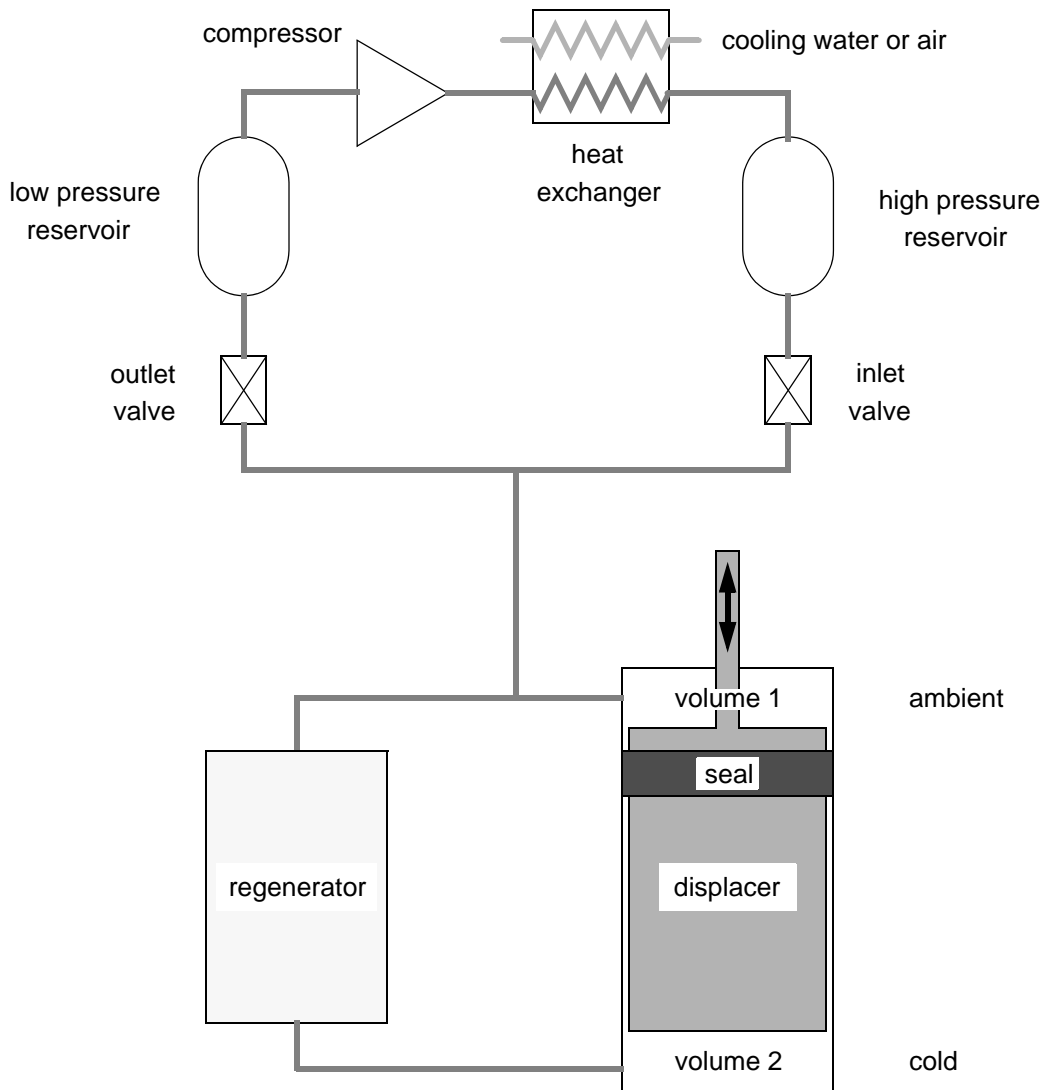 compressor
cooling water or air
heat
exchanger
low pressure
reservoir
high pressure
reservoir
outlet
valve
inlet
valve
volume 1
ambient
seal
regenerator
displacer
volume 2
cold